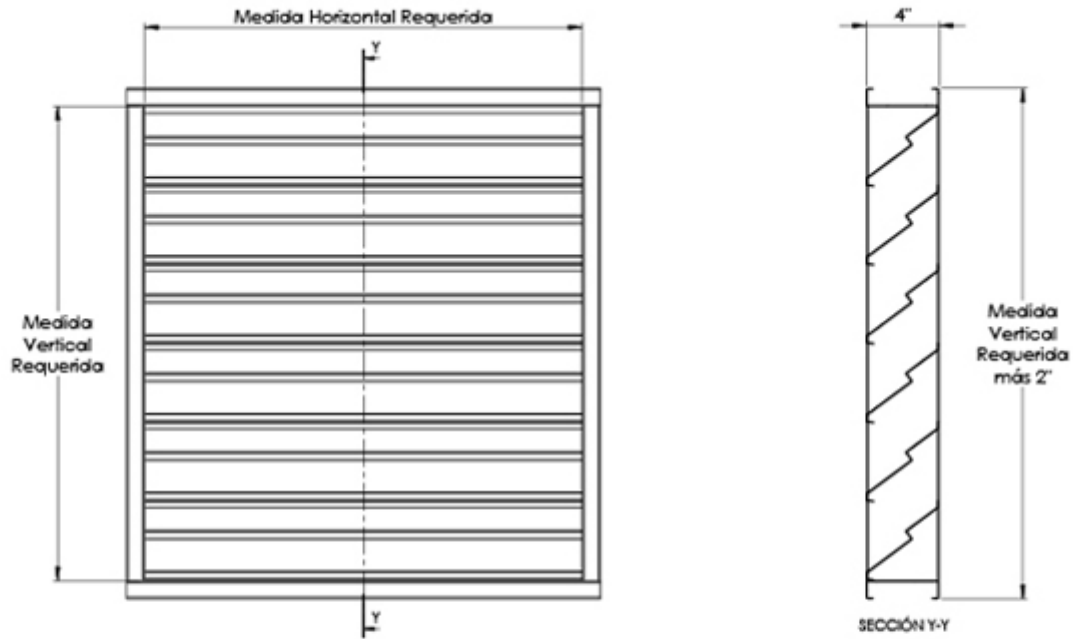 Medida Horizontal Requerida
Y
4"
Medida
Vertical
Requerida
Medida
Vertical
Requerida
más 2"
Y
SECCIÓN Y-Y